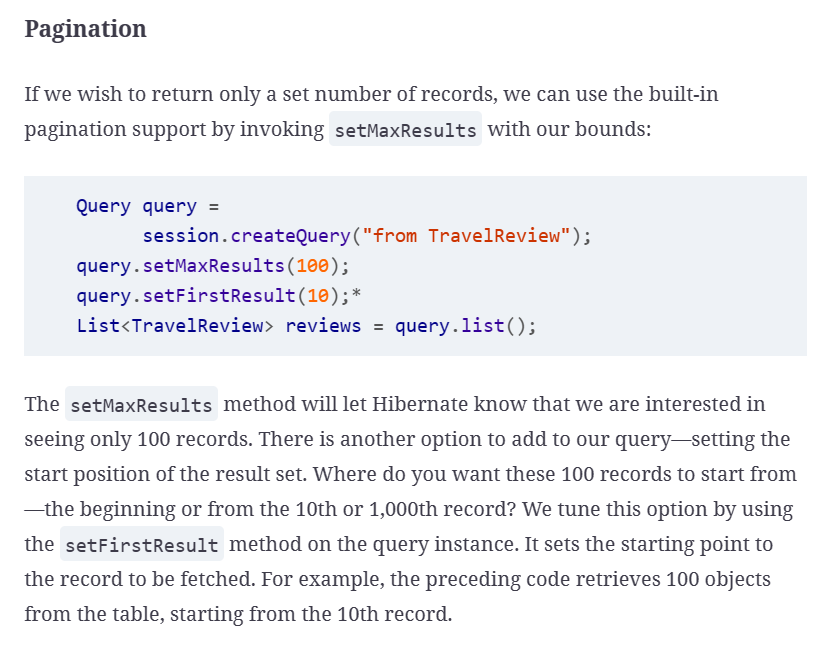 Pagination
If we wish to return only a set number of records, we can use the built-in
pagination support by invoking setMaxResults with our bounds:
Query query =
session.createQuery("from TravelReview");
query.setMaxResults(100);
query.setFirstResult(10);*
List<TravelReview> reviews = query.list();
The setMaxResults method will let Hibernate know that we are interested in
seeing only 100 records. There is another option to add to our query—setting the
start position of the result set. Where do you want these 100 records to start from
—the beginning or from the 10th or 1,000th record? We tune this option by using
the setFirstResult method on the query instance. It sets the starting point to
the record to be fetched. For example, the preceding code retrieves 100 objects
from the table, starting from the 10th record.